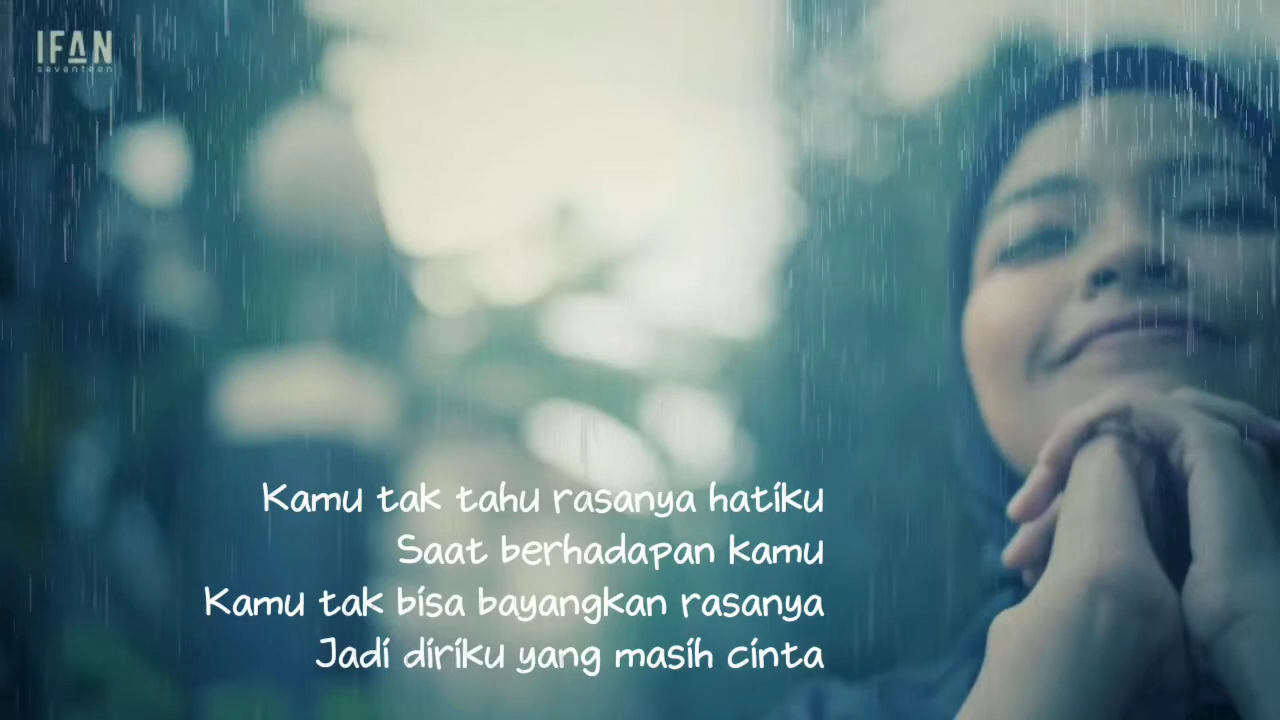 IFAN
seventeen
Kamu tak tahu rasanya hatiku
Saat berhadapan kamu
Kamu tak bisa bayangkan rasanya
Jadi diriku yang masih cinta